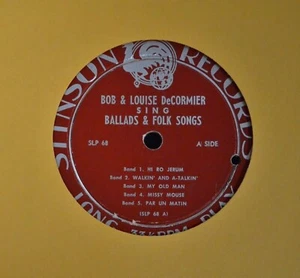 STINSON RECORDS
BOB & LOUISE DeCORMIER
SING
BALLADS & FOLK SONGS
SLP 68
A SIDE
Band 1. HI RO JERUM
Band 2. WALKIN' AND A-TALKIN'
Band 3. MY OLD MAN
Band 4. MISSY MOUSE
Band 5. PAR UN MATIN
(SLP 68 A)
LONG 33⅓ RPM PLAY